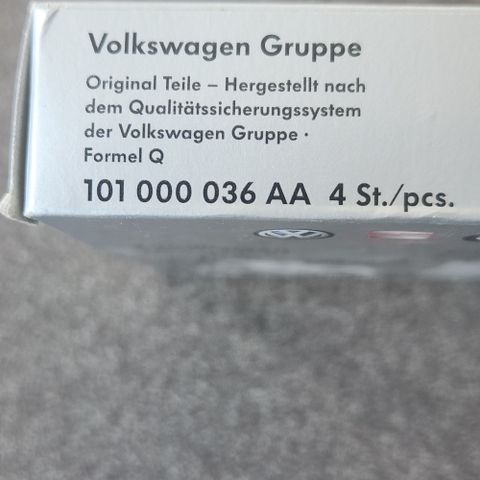 Volkswagen Gruppe
Original Teile – Hergestellt nach
dem Qualitätssicherungssystem
der Volkswagen Gruppe ·
Formel Q
101 000 036 AA 4 St./pcs.